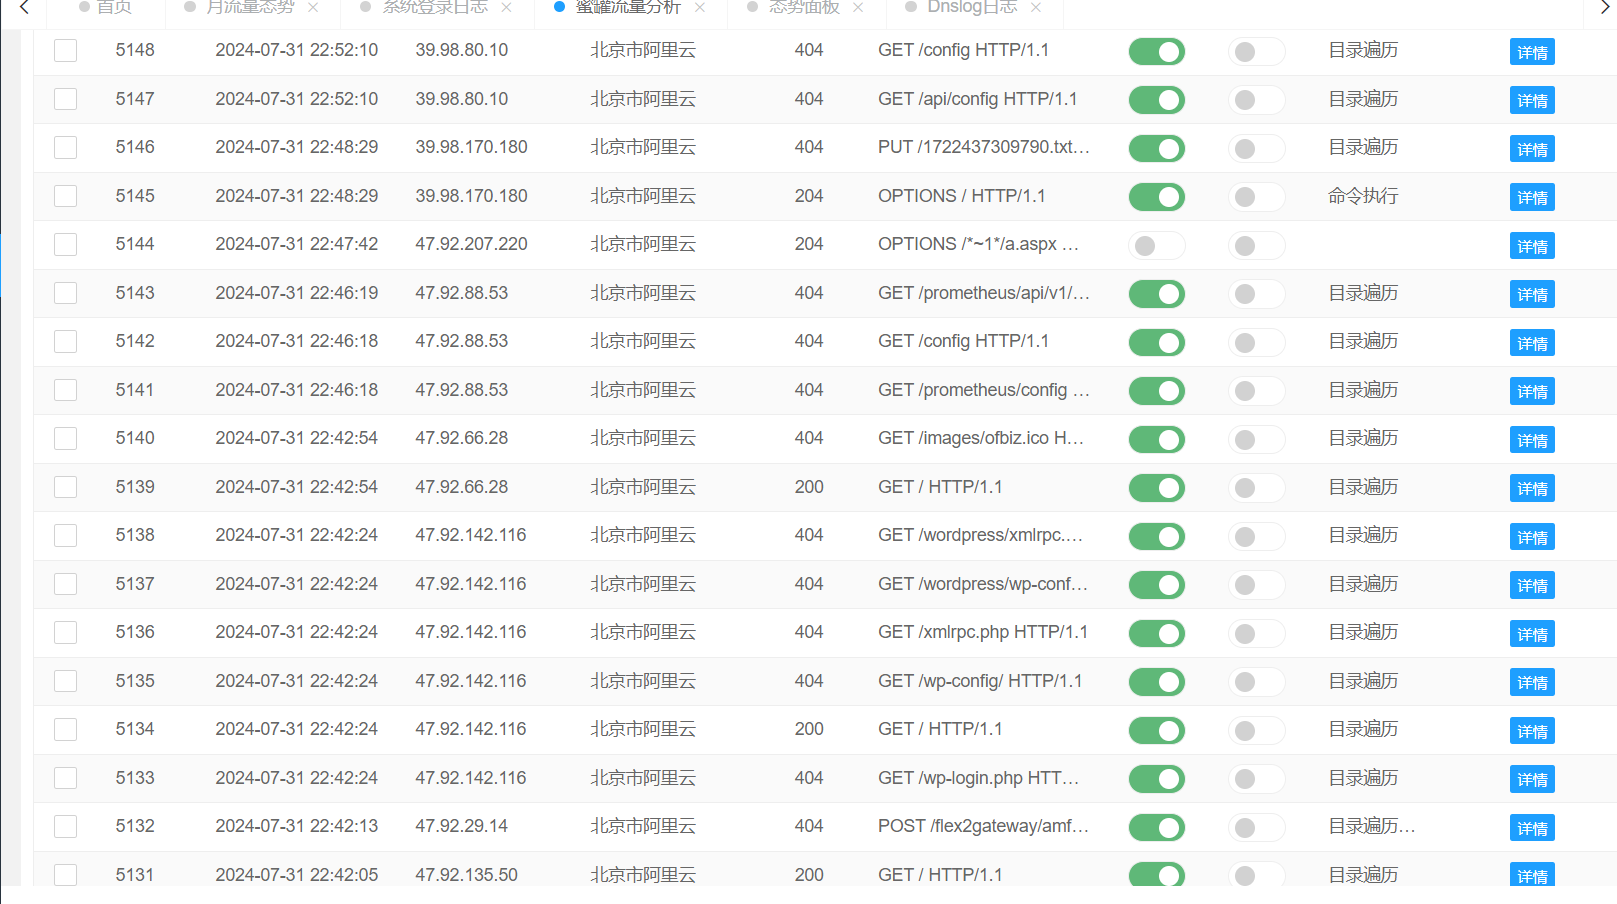 首页 月流量态势 系统登录日志 蜜罐流量分析 态势面板 Dnslog日志
5148 2024-07-31 22:52:10 39.98.80.10 北京市阿里云 404 GET /config HTTP/1.1 目录遍历 详情
5147 2024-07-31 22:52:10 39.98.80.10 北京市阿里云 404 GET /api/config HTTP/1.1 目录遍历 详情
5146 2024-07-31 22:48:29 39.98.170.180 北京市阿里云 404 PUT /1722437309790.txt… 目录遍历 详情
5145 2024-07-31 22:48:29 39.98.170.180 北京市阿里云 204 OPTIONS / HTTP/1.1 命令执行 详情
5144 2024-07-31 22:47:42 47.92.207.220 北京市阿里云 204 OPTIONS /*~1*/a.aspx … 详情
5143 2024-07-31 22:46:19 47.92.88.53 北京市阿里云 404 GET /prometheus/api/v1/… 目录遍历 详情
5142 2024-07-31 22:46:18 47.92.88.53 北京市阿里云 404 GET /config HTTP/1.1 目录遍历 详情
5141 2024-07-31 22:46:18 47.92.88.53 北京市阿里云 404 GET /prometheus/config … 目录遍历 详情
5140 2024-07-31 22:42:54 47.92.66.28 北京市阿里云 404 GET /images/ofbiz.ico H… 目录遍历 详情
5139 2024-07-31 22:42:54 47.92.66.28 北京市阿里云 200 GET / HTTP/1.1 目录遍历 详情
5138 2024-07-31 22:42:24 47.92.142.116 北京市阿里云 404 GET /wordpress/xmlrpc.… 目录遍历 详情
5137 2024-07-31 22:42:24 47.92.142.116 北京市阿里云 404 GET /wordpress/wp-conf… 目录遍历 详情
5136 2024-07-31 22:42:24 47.92.142.116 北京市阿里云 404 GET /xmlrpc.php HTTP/1.1 目录遍历 详情
5135 2024-07-31 22:42:24 47.92.142.116 北京市阿里云 404 GET /wp-config/ HTTP/1.1 目录遍历 详情
5134 2024-07-31 22:42:24 47.92.142.116 北京市阿里云 200 GET / HTTP/1.1 目录遍历 详情
5133 2024-07-31 22:42:24 47.92.142.116 北京市阿里云 404 GET /wp-login.php HTT… 目录遍历 详情
5132 2024-07-31 22:42:13 47.92.29.14 北京市阿里云 404 POST /flex2gateway/amf… 目录遍历… 详情
5131 2024-07-31 22:42:05 47.92.135.50 北京市阿里云 200 GET / HTTP/1.1 目录遍历 详情